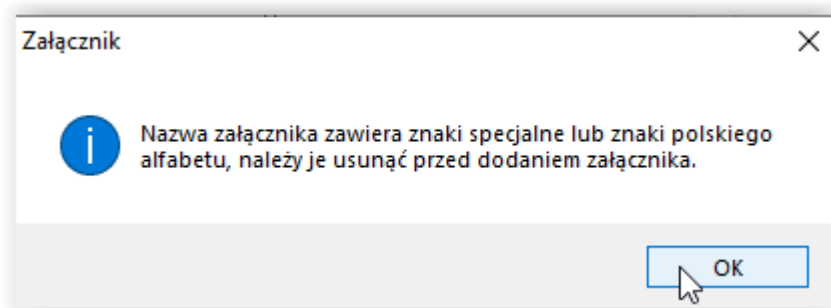 Załącznik
Nazwa załącznika zawiera znaki specjalne lub znaki polskiego
alfabetu, należy je usunąć przed dodaniem załącznika.
OK